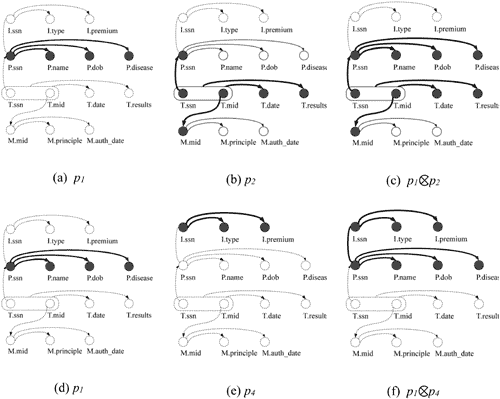 I.ssn I.type I.premium
P.ssn P.name P.dob P.disease
T.ssn T.mid T.date T.results
M.mid M.principle M.auth_date
(a) p1
I.ssn I.type I.premium
P.ssn P.name P.dob P.diseas
T.ssn T.mid T.date T.results
M.mid M.principle M.auth_date
(b) p2
I.ssn I.type I.premium
P.ssn P.name P.dob P.disease
T.ssn T.mid T.date T.results
M.mid M.principle M.auth_date
(c) p1⊗p2
I.ssn I.type I.premium
P.ssn P.name P.dob P.disease
T.ssn T.mid T.date T.results
M.mid M.principle M.auth_date
(d) p1
I.ssn I.type I.premium
P.ssn P.name P.dob P.diseas
T.ssn T.mid T.date T.results
M.mid M.principle M.auth_date
(e) p4
I.ssn I.type I.premium
P.ssn P.name P.dob P.disease
T.ssn T.mid T.date T.results
M.mid M.principle M.auth_date
(f) p1⊗p4